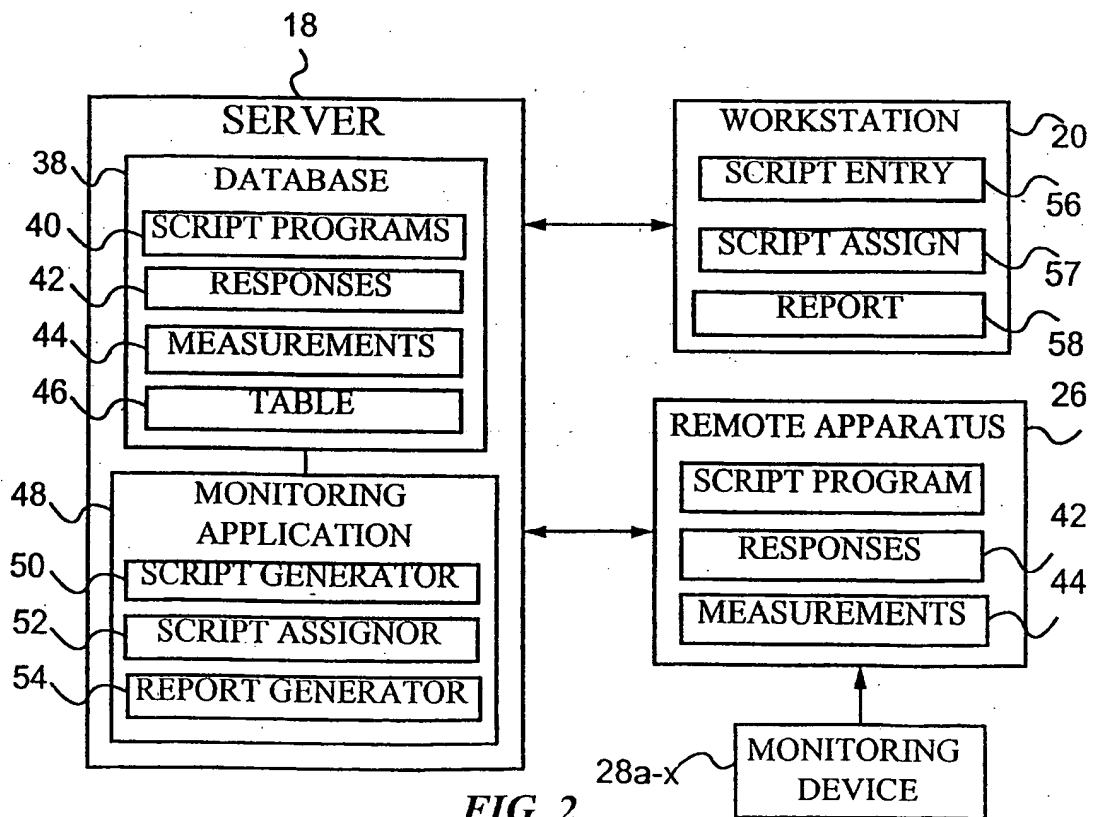 18
SERVER
38
DATABASE
40
SCRIPT PROGRAMS
42
RESPONSES
44
MEASUREMENTS
46
TABLE
48
MONITORING
APPLICATION
50
SCRIPT GENERATOR
52
SCRIPT ASSIGNOR
54
REPORT GENERATOR
WORKSTATION
20
SCRIPT ENTRY
56
SCRIPT ASSIGN
57
REPORT
58
26
REMOTE APPARATUS
SCRIPT PROGRAM
42
RESPONSES
44
MEASUREMENTS
28a-x
MONITORING
DEVICE
FIG. 2